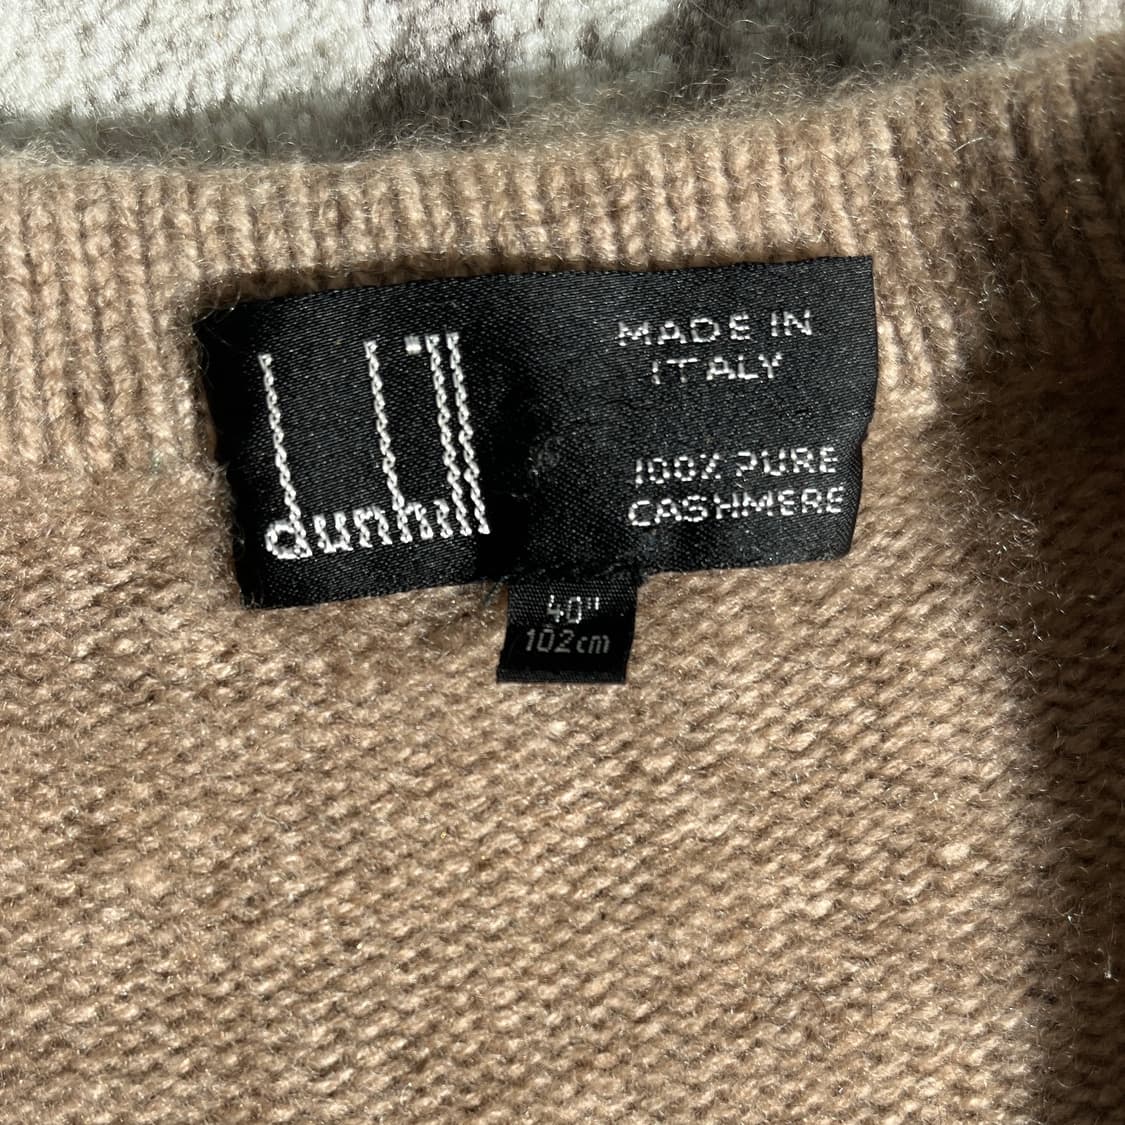 dunhill
MADE IN
ITALY
100% PURE
CASHMERE
40"
102cm